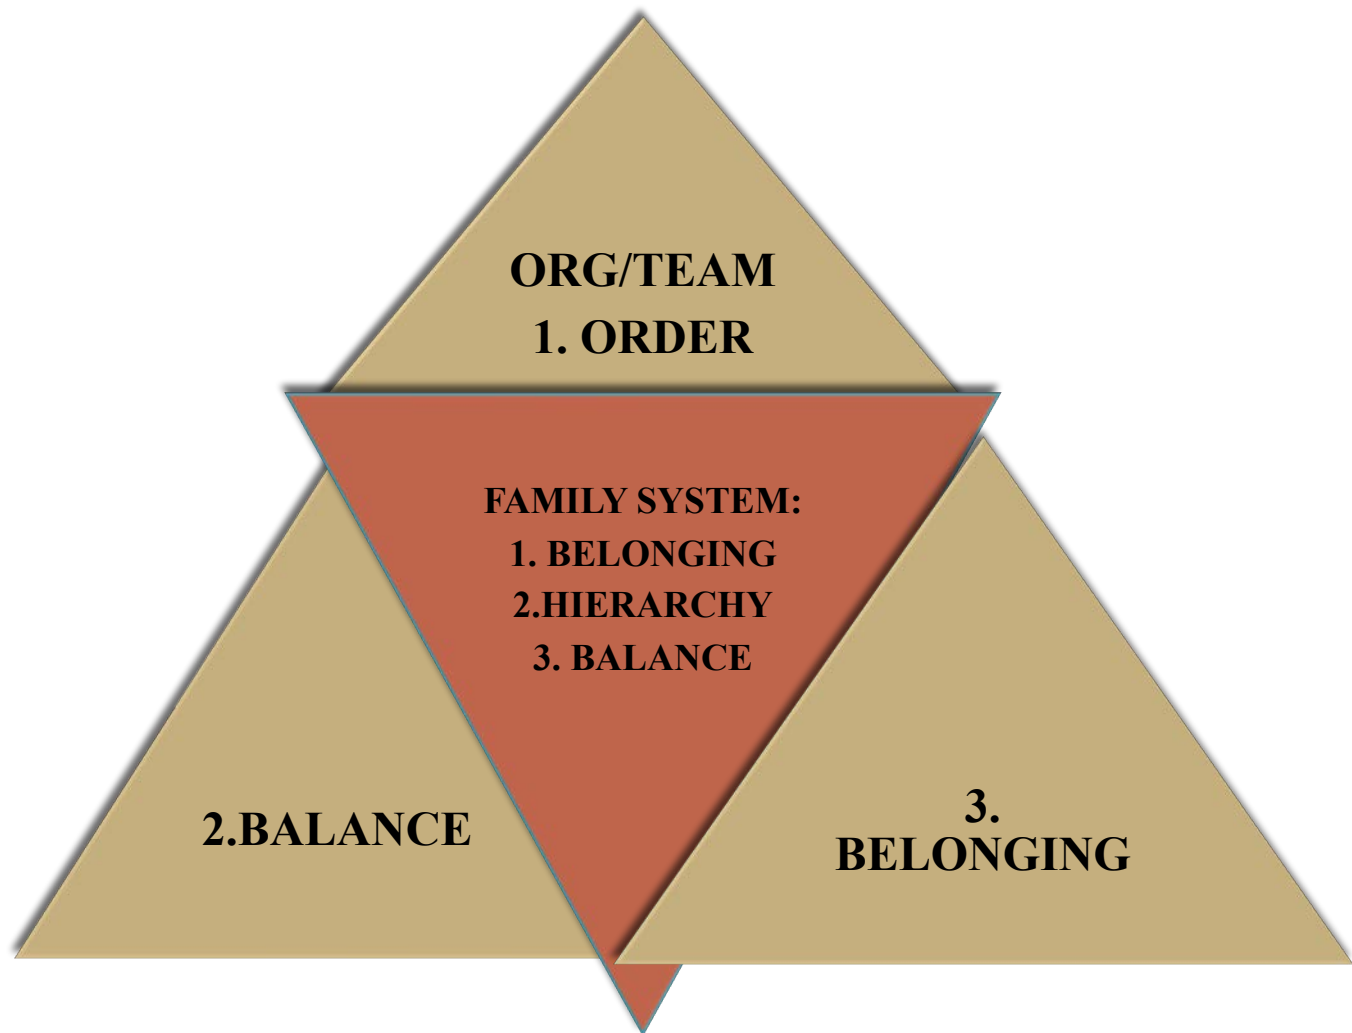 ORG/TEAM
1. ORDER
FAMILY SYSTEM:
1. BELONGING
2.HIERARCHY
3. BALANCE
2.BALANCE
3.
BELONGING